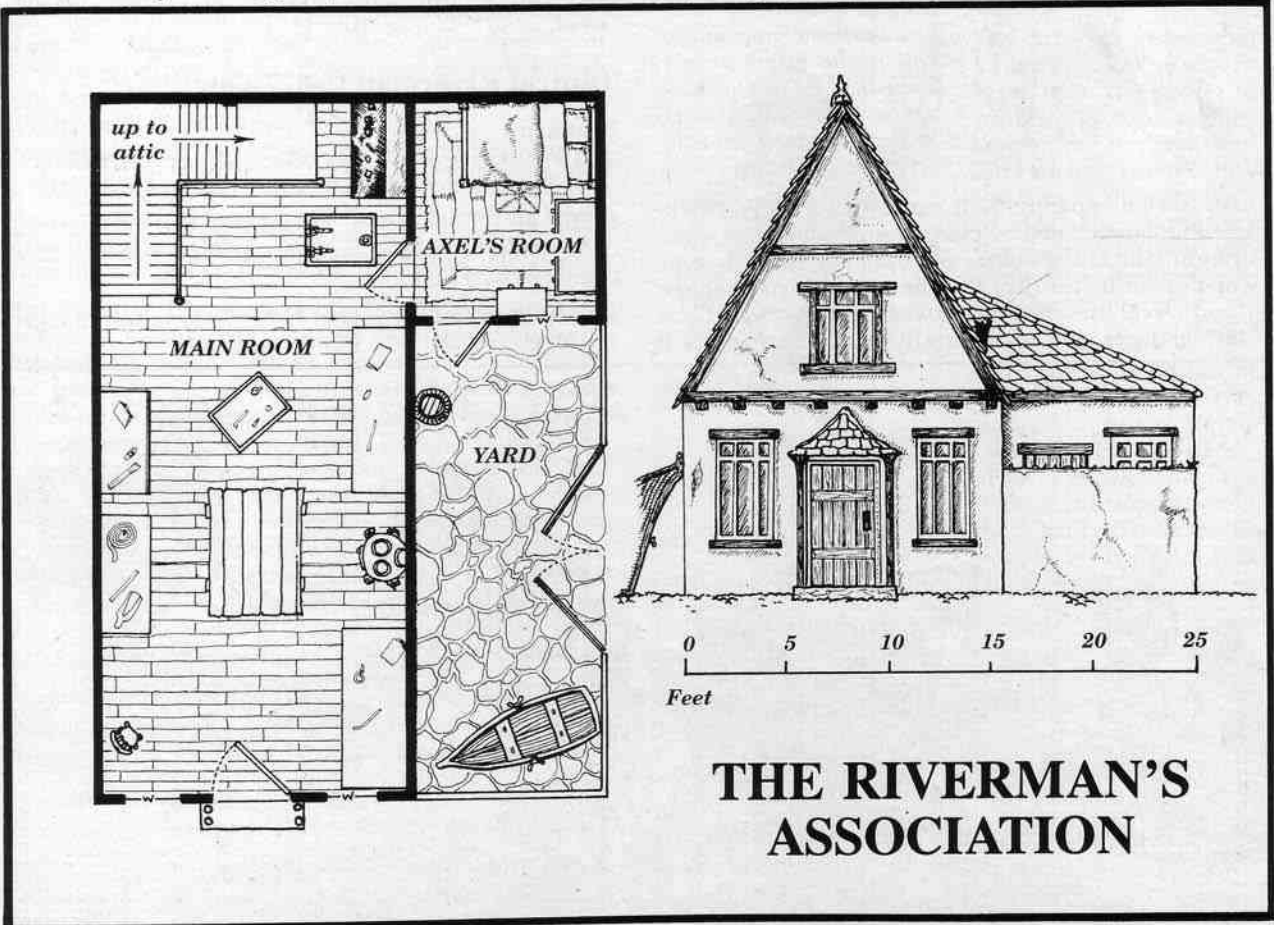 up to
attic
AXEL'S ROOM
MAIN ROOM
YARD
W
W
W
0 5 10 15 20 25
Feet
THE RIVERMAN'S
ASSOCIATION